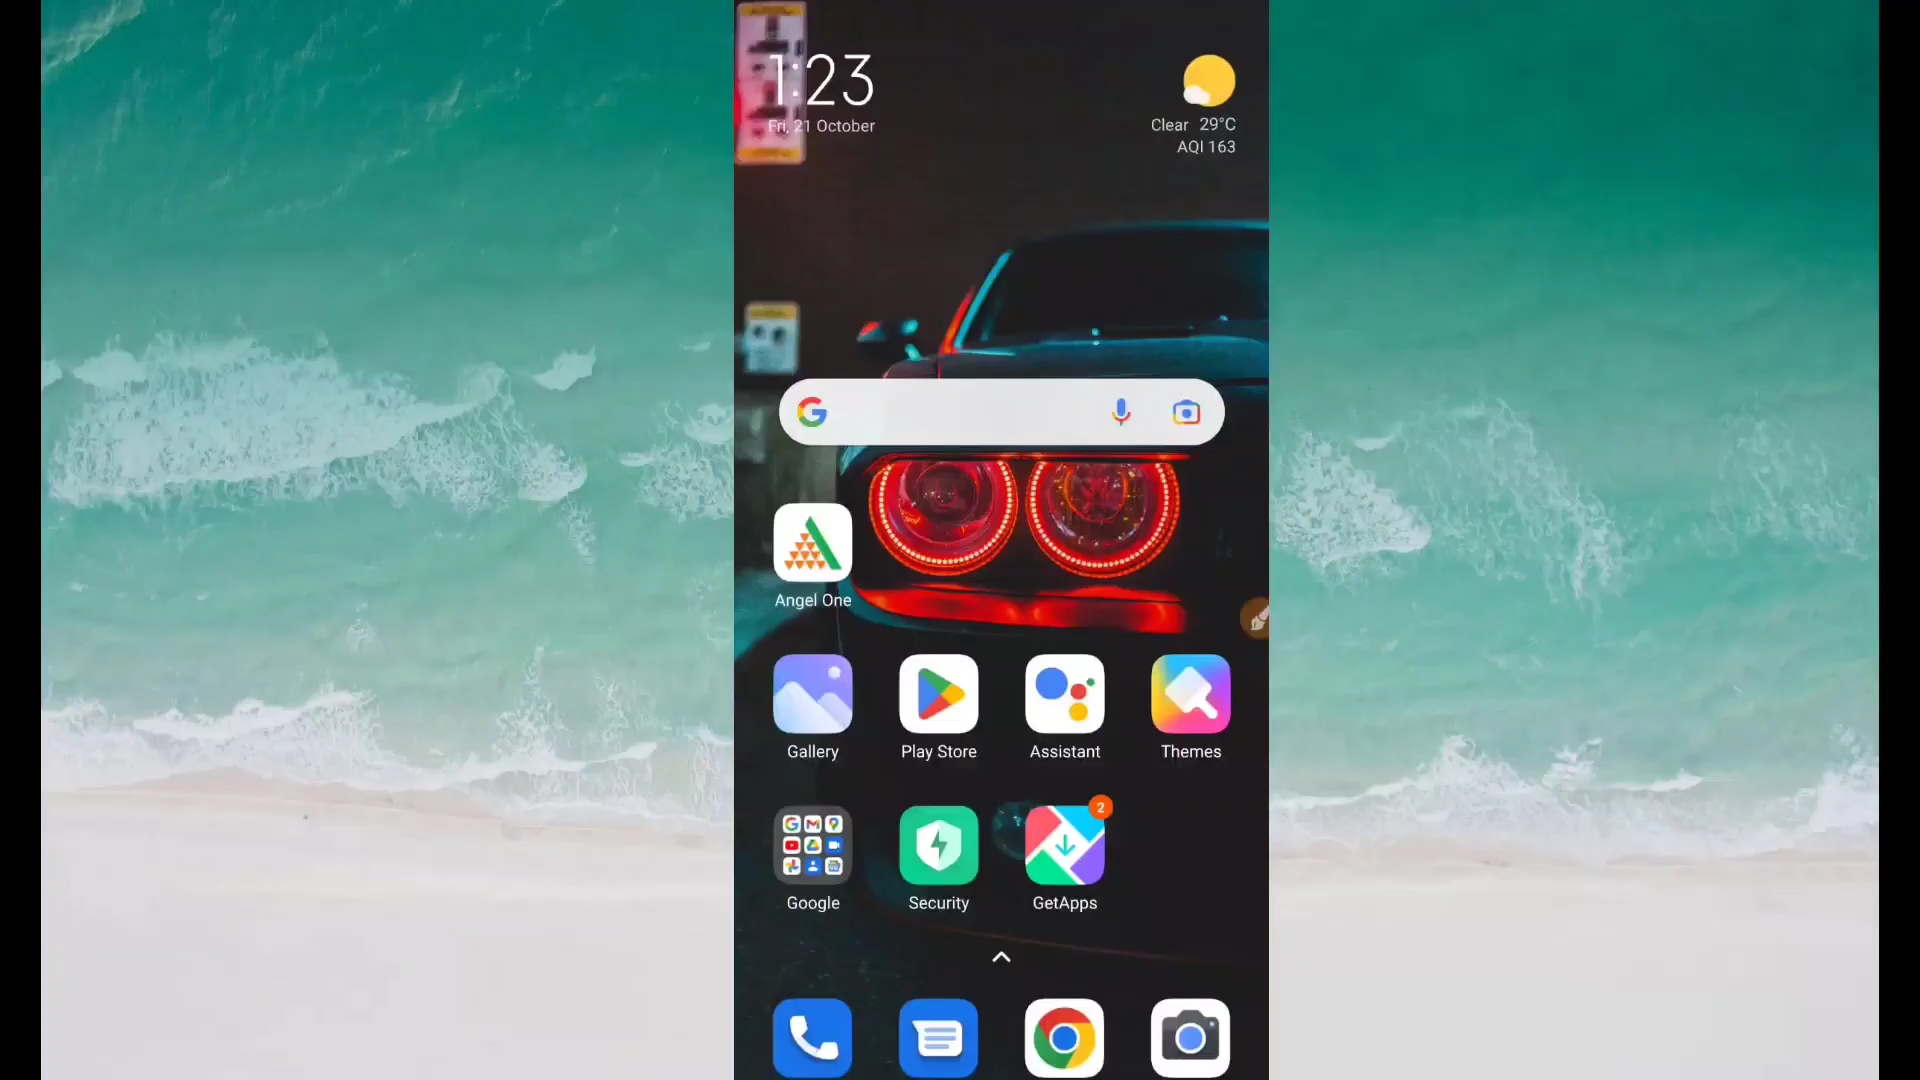 1:23
Fri, 21 October
Clear 29°C
AQI 163
Angel One
Gallery
Play Store
Assistant
Themes
2
Google
Security
GetApps